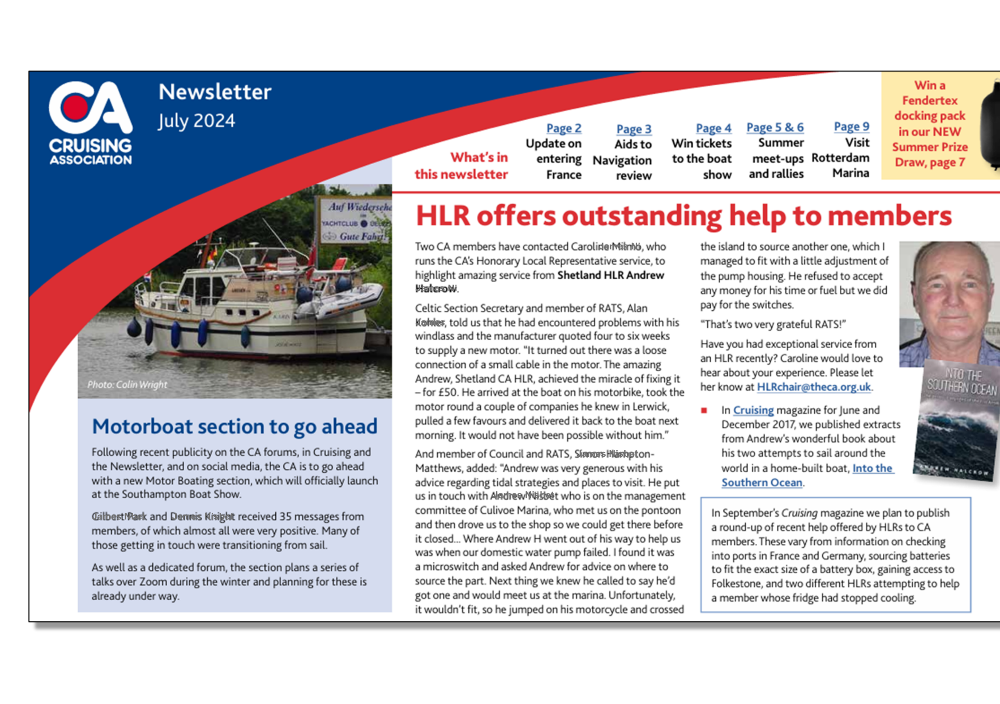 CA
CRUISING
ASSOCIATION
Newsletter
July 2024
What's in
this newsletter
Page 2
Update on
entering
France
Page 3
Aids to
Navigation
review
Page 4
Win tickets
to the boat
show
Page 5 & 6
Summer
meet-ups
and rallies
Page 9
Visit
Rotterdam
Marina
Win a
Fendertex
docking pack
in our NEW
Summer Prize
Draw, page 7
Auf Wiederseh
im
YACHTCLUB
Gute Fahrt!
KARIN
Photo: Colin Wright
Motorboat section to go ahead
Following recent publicity on the CA forums, in Cruising and
the Newsletter, and on social media, the CA is to go ahead
with a new Motor Boating section, which will officially launch
at the Southampton Boat Show.
and received 35 messages from
members, of which almost all were very positive. Many of
those getting in touch were transitioning from sail.
As well as a dedicated forum, the section plans a series of
talks over Zoom during the winter and planning for these is
already under way.
HLR offers outstanding help to members
Two CA members have contacted who
runs the CA's Honorary Local Representative service, to
highlight amazing service from Shetland HLR Andrew
Celtic Section Secretary and member of RATS, Alan
told us that he had encountered problems with his
windlass and the manufacturer quoted four to six weeks
to supply a new motor. "It turned out there was a loose
connection of a small cable in the motor. The amazing
Andrew, Shetland CA HLR, achieved the miracle of fixing it
– for £50. He arrived at the boat on his motorbike, took the
motor round a couple of companies he knew in Lerwick,
pulled a few favours and delivered it back to the boat next
morning. It would not have been possible without him."
And member of Council and RATS,
Matthews, added: "Andrew was very generous with his
advice regarding tidal strategies and places to visit. He put
us in touch with who is on the management
committee of Culivoe Marina, who met us on the pontoon
and then drove us to the shop so we could get there before
it closed... Where Andrew H went out of his way to help us
was when our domestic water pump failed. I found it was
a microswitch and asked Andrew for advice on where to
source the part. Next thing we knew he called to say he'd
got one and would meet us at the marina. Unfortunately,
it wouldn't fit, so he jumped on his motorcycle and crossed
the island to source another one, which I
managed to fit with a little adjustment of
the pump housing. He refused to accept
any money for his time or fuel but we did
pay for the switches.
"That's two very grateful RATS!"
Have you had exceptional service from
an HLR recently? Caroline would love to
hear about your experience. Please let
her know at HLRchair@theca.org.uk.
In Cruising magazine for June and
December 2017, we published extracts
from Andrew's wonderful book about
his two attempts to sail around the
world in a home-built boat, Into the
Southern Ocean.
INTO THE
SOUTHERN OCEAN
ANDREW HALCROW
In September's Cruising magazine we plan to publish
a round-up of recent help offered by HLRs to CA
members. These vary from information on checking
into ports in France and Germany, sourcing batteries
to fit the exact size of a battery box, gaining access to
Folkestone, and two different HLRs attempting to help
a member whose fridge had stopped cooling.